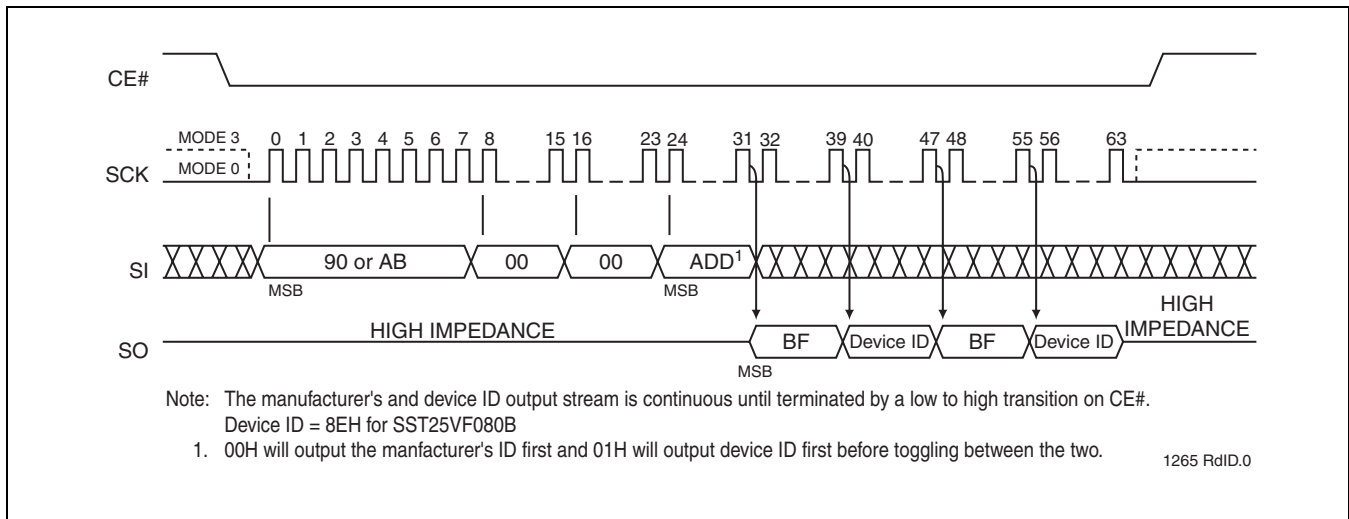 CE#
MODE 3 0 1 2 3 4 5 6 7 8 15 16 23 24 31 32 39 40 47 48 55 56 63
SCK MODE 0
SI 90 or AB 00 00 ADD1
MSB MSB
HIGH IMPEDANCE HIGH IMPEDANCE
SO BF Device ID BF Device ID
MSB
Note: The manufacturer's and device ID output stream is continuous until terminated by a low to high transition on CE#.
Device ID = 8EH for SST25VF080B
1. 00H will output the manfacturer's ID first and 01H will output device ID first before toggling between the two.
1265 RdID.0